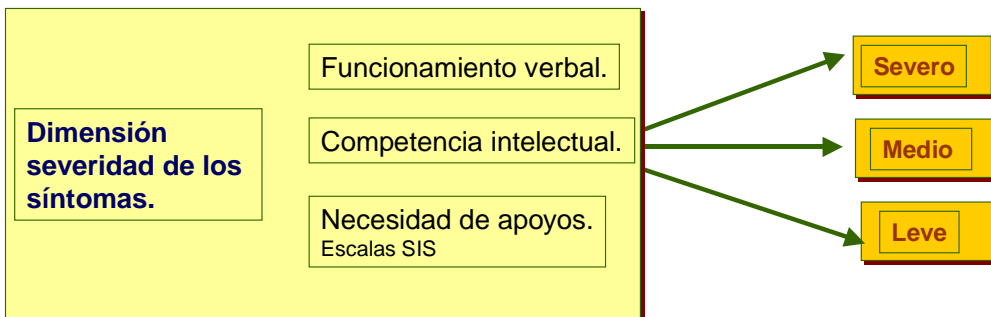 Dimensión
severidad de los
síntomas.
Funcionamiento verbal.
Competencia intelectual.
Necesidad de apoyos.
Escalas SIS
Severo
Medio
Leve